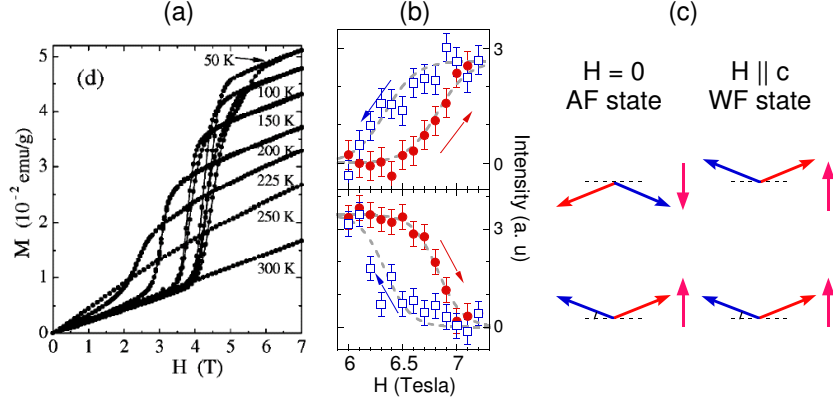 (a)
(d)
50 K
100 K
150 K
200 K
225 K
250 K
300 K
M (10⁻² emu/g)
5
4
3
2
1
0
0 1 2 3 4 5 6 7
H (T)
(b)
3
0
3
0
Intensity (a. u)
6 6.5 7
H (Tesla)
(c)
H = 0
AF state
H || c
WF state